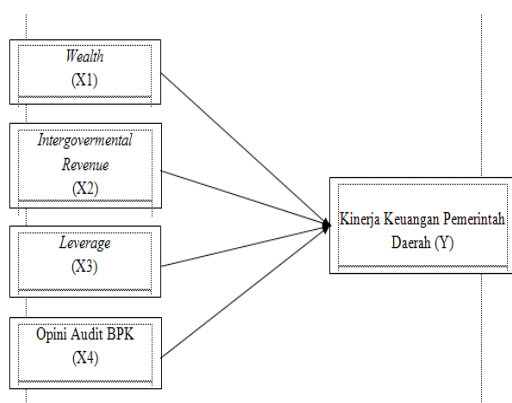 Wealth
(X1)
Intergovermental
Revenue
(X2)
Leverage
(X3)
Opini Audit BPK
(X4)
Kinerja Keuangan Pemerintah
Daerah (Y)